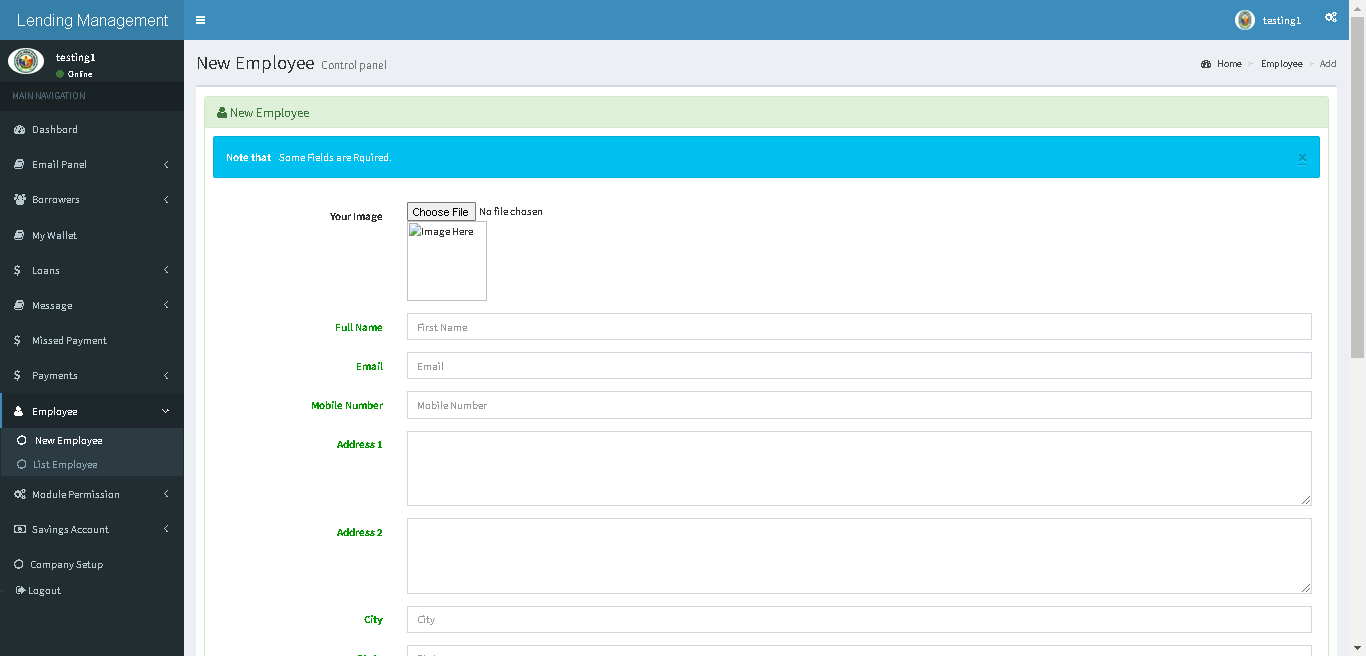 Lending Management
testing1
testing1
Online
MAIN NAVIGATION
Dashbord
Email Panel
Borrowers
My Wallet
Loans
Message
Missed Payment
Payments
Employee
New Employee
List Employee
Module Permission
Savings Account
Company Setup
Logout
New Employee Control panel
Home > Employee > Add
New Employee
Note that Some Fields are Rquired. ×
Your Image Choose File No file chosen
Image Here
Full Name First Name
Email Email
Mobile Number Mobile Number
Address 1
Address 2
City City